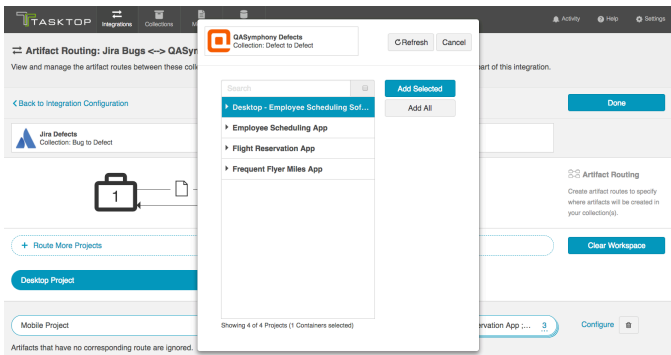 TASKTOP
Integrations
Collections
M
Activity
Help
Settings
Artifact Routing: Jira Bugs <--> QASyr
View and manage the artifact routes between these coll
part of this integration.
Back to Integration Configuration
Done
Jira Defects
Collection: Bug to Defect
QASymphony Defects
Collection: Defect to Defect
Refresh
Cancel
Search
Add Selected
Add All
Desktop - Employee Scheduling Sof...
Employee Scheduling App
Flight Reservation App
Frequent Flyer Miles App
Showing 4 of 4 Projects (1 Containers selected)
1
Artifact Routing
Create artifact routes to specify
where artifacts will be created in
your collection(s).
+ Route More Projects
Clear Workspace
Desktop Project
Mobile Project
ervation App ;... 3
Configure
Artifacts that have no corresponding route are ignored.